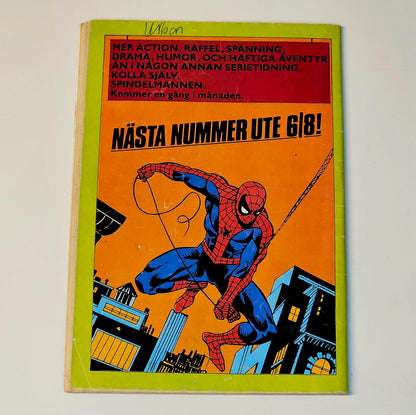 MER ACTION, RAFFEL, SPÄNNING,
DRAMA, HUMOR, OCH HÄFTIGA ÄVENTYR
ÄN I NÅGON ANNAN SERIETIDNING.
KOLLA SJÄLV.
SPINDELMANNEN.
Kommer en gång i månaden.
NÄSTA NUMMER UTE 6/8!